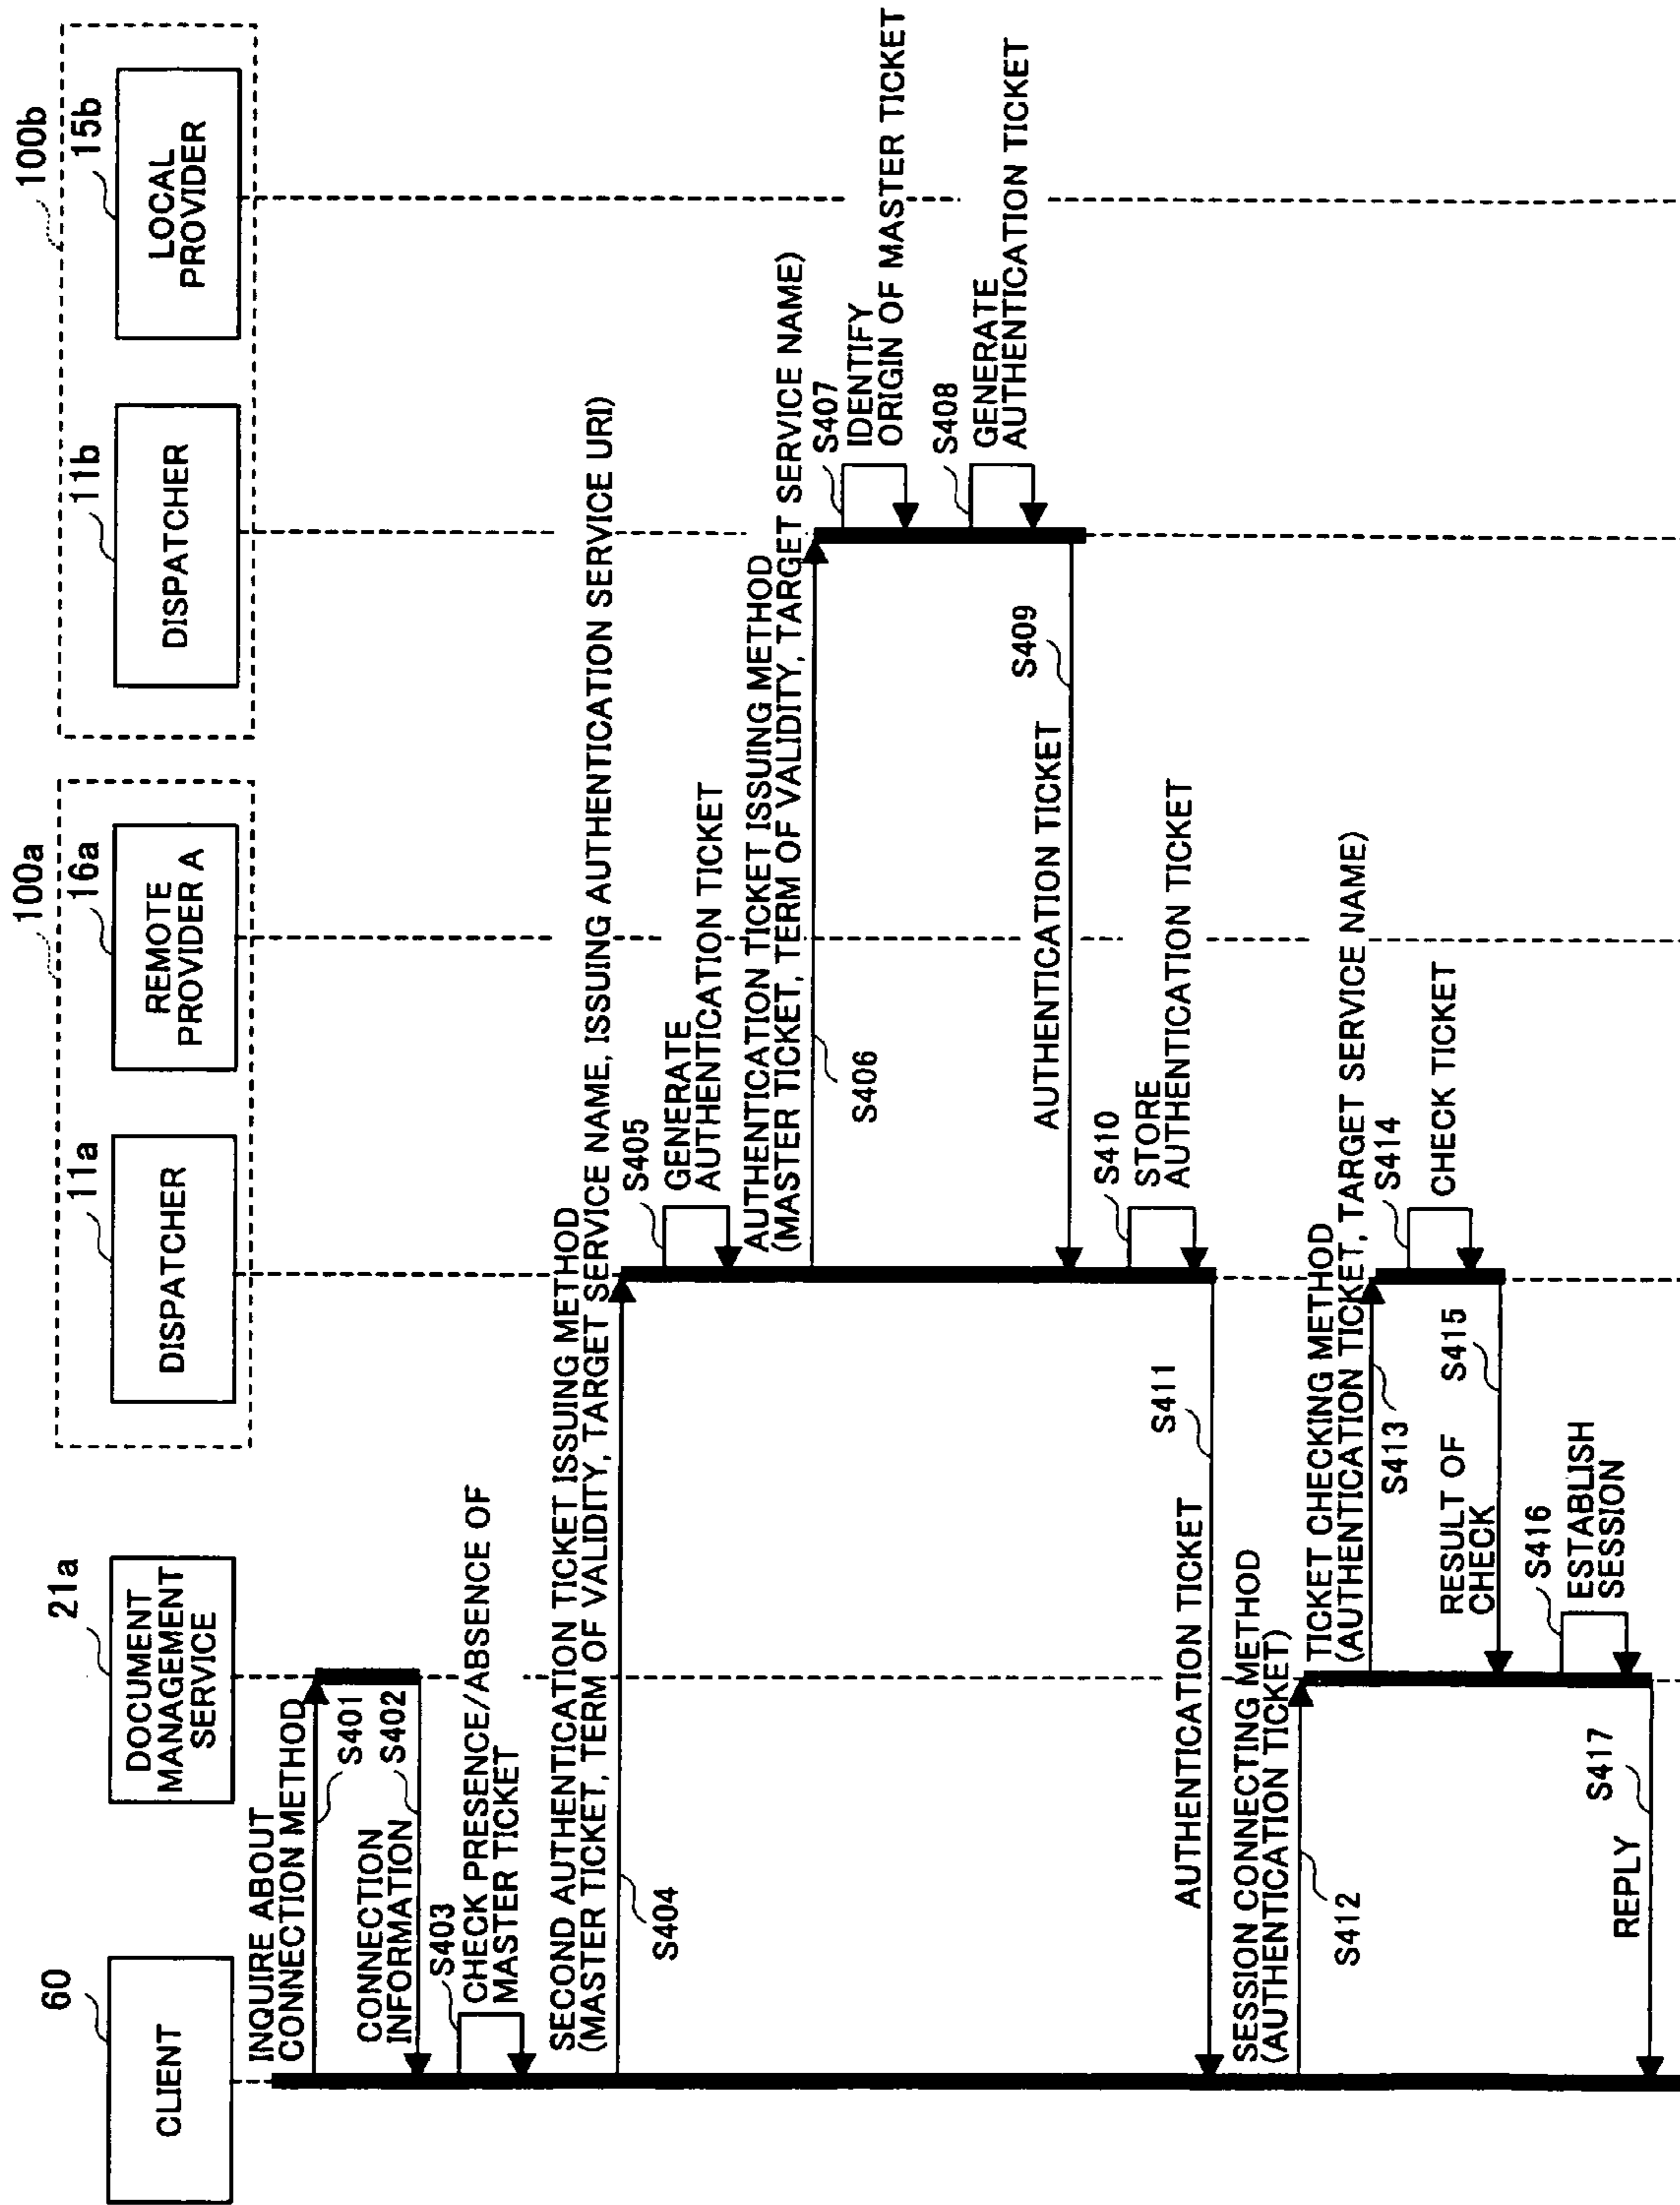 100a
100b
60
21a
11a
16a
11b
15b
CLIENT
DOCUMENT
MANAGEMENT
SERVICE
DISPATCHER
REMOTE
PROVIDER A
DISPATCHER
LOCAL
PROVIDER
INQUIRE ABOUT
CONNECTION METHOD
S401
CONNECTION
INFORMATION
S402
S403
CHECK PRESENCE/ABSENCE OF
MASTER TICKET
SECOND AUTHENTICATION TICKET ISSUING METHOD
(MASTER TICKET, TERM OF VALIDITY, TARGET SERVICE NAME, ISSUING AUTHENTICATION SERVICE URI)
S404
S405
GENERATE
AUTHENTICATION TICKET
AUTHENTICATION TICKET ISSUING METHOD
(MASTER TICKET, TERM OF VALIDITY, TARGET SERVICE NAME)
S406
S407
IDENTIFY
ORIGIN OF MASTER TICKET
S408
GENERATE
AUTHENTICATION TICKET
AUTHENTICATION TICKET
S409
S410
STORE
AUTHENTICATION TICKET
AUTHENTICATION TICKET
S411
SESSION CONNECTING METHOD
(AUTHENTICATION TICKET)
S412
TICKET CHECKING METHOD
(AUTHENTICATION TICKET, TARGET SERVICE NAME)
S413
S414
CHECK TICKET
RESULT OF
CHECK
S415
S416
ESTABLISH
SESSION
REPLY
S417